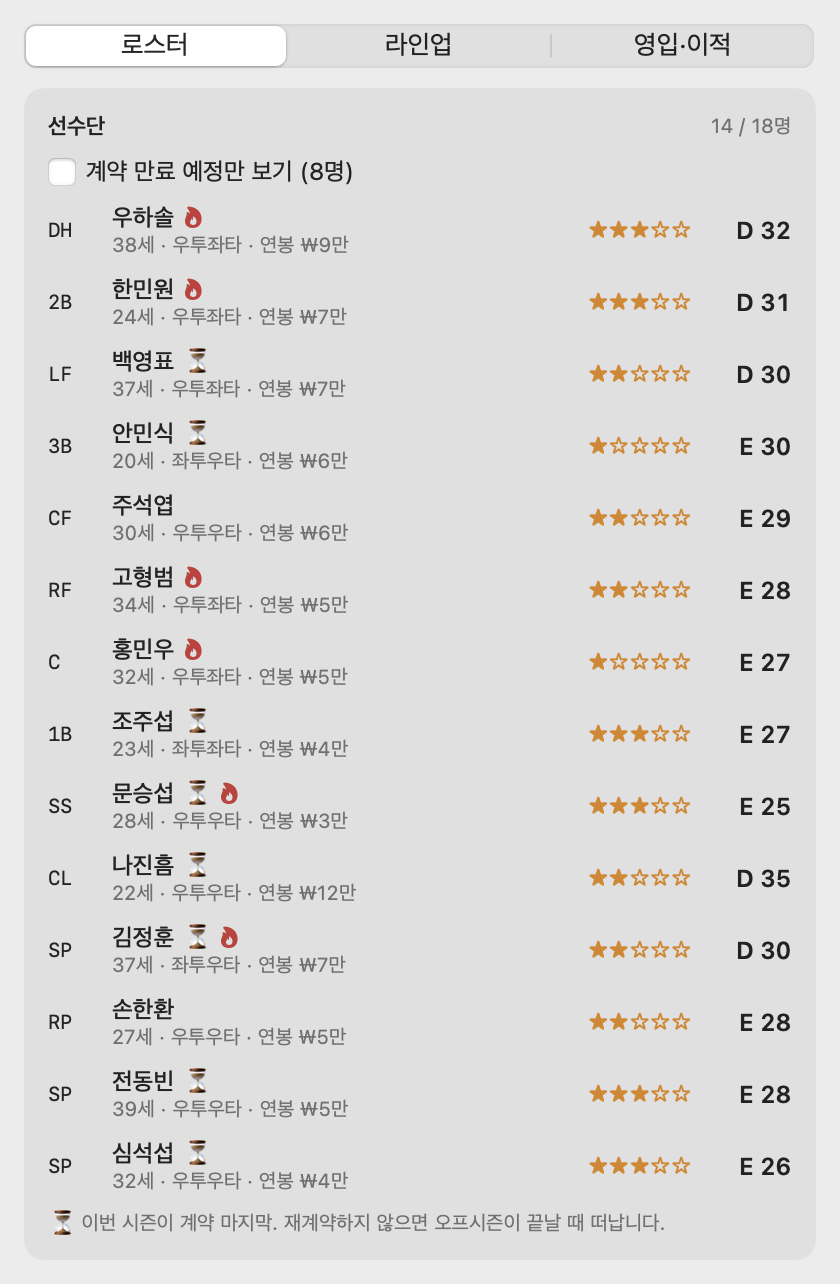 로스터
라인업
영입·이적
선수단
14 / 18명
계약 만료 예정만 보기 (8명)
DH
우하솔
38세 · 우투좌타 · 연봉 ₩9만
D 32
2B
한민원
24세 · 우투좌타 · 연봉 ₩7만
D 31
LF
백영표
37세 · 우투좌타 · 연봉 ₩7만
D 30
3B
안민식
20세 · 좌투우타 · 연봉 ₩6만
E 30
CF
주석엽
30세 · 우투우타 · 연봉 ₩6만
E 29
RF
고형범
34세 · 우투좌타 · 연봉 ₩5만
E 28
C
홍민우
32세 · 우투좌타 · 연봉 ₩5만
E 27
1B
조주섭
23세 · 좌투좌타 · 연봉 ₩4만
E 27
SS
문승섭
28세 · 우투우타 · 연봉 ₩3만
E 25
CL
나진흠
22세 · 우투우타 · 연봉 ₩12만
D 35
SP
김정훈
37세 · 좌투우타 · 연봉 ₩7만
D 30
RP
손한환
27세 · 우투우타 · 연봉 ₩5만
E 28
SP
전동빈
39세 · 우투우타 · 연봉 ₩5만
E 28
SP
심석섭
32세 · 우투우타 · 연봉 ₩4만
E 26
이번 시즌이 계약 마지막. 재계약하지 않으면 오프시즌이 끝날 때 떠납니다.